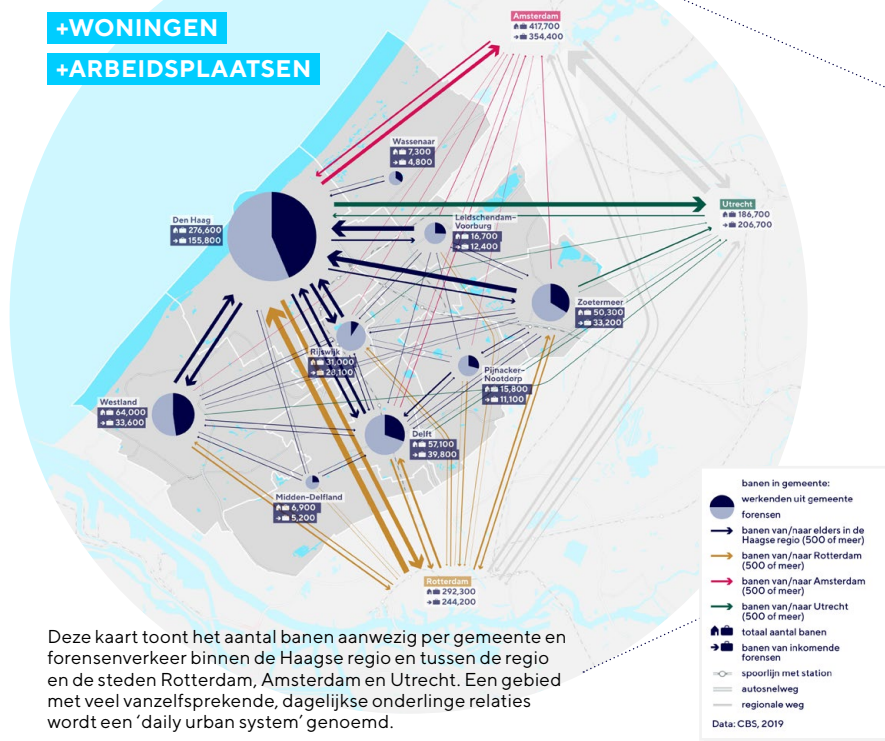 +WONINGEN
+ARBEIDSPLAATSEN
Amsterdam
417,700
354,400
Wassenaar
7,300
4,800
Utrecht
186,700
206,700
Den Haag
276,600
155,800
Leidschendam-
Voorburg
16,700
12,400
Zoetermeer
50,300
33,200
Rijswijk
31,000
28,100
Pijnacker-
Nootdorp
15,800
11,100
Westland
64,000
33,600
Delft
57,100
39,800
Midden-Delfland
6,900
5,200
Rotterdam
292,300
244,200
banen in gemeente:
werkenden uit gemeente
forensen
banen van/naar elders in de
Haagse regio (500 of meer)
banen van/naar Rotterdam
(500 of meer)
banen van/naar Amsterdam
(500 of meer)
banen van/naar Utrecht
(500 of meer)
totaal aantal banen
banen van inkomende
forensen
spoorlijn met station
autosnelweg
regionale weg
Data: CBS, 2019
Deze kaart toont het aantal banen aanwezig per gemeente en
forensenverkeer binnen de Haagse regio en tussen de regio
en de steden Rotterdam, Amsterdam en Utrecht. Een gebied
met veel vanzelfsprekende, dagelijkse onderlinge relaties
wordt een ‘daily urban system’ genoemd.